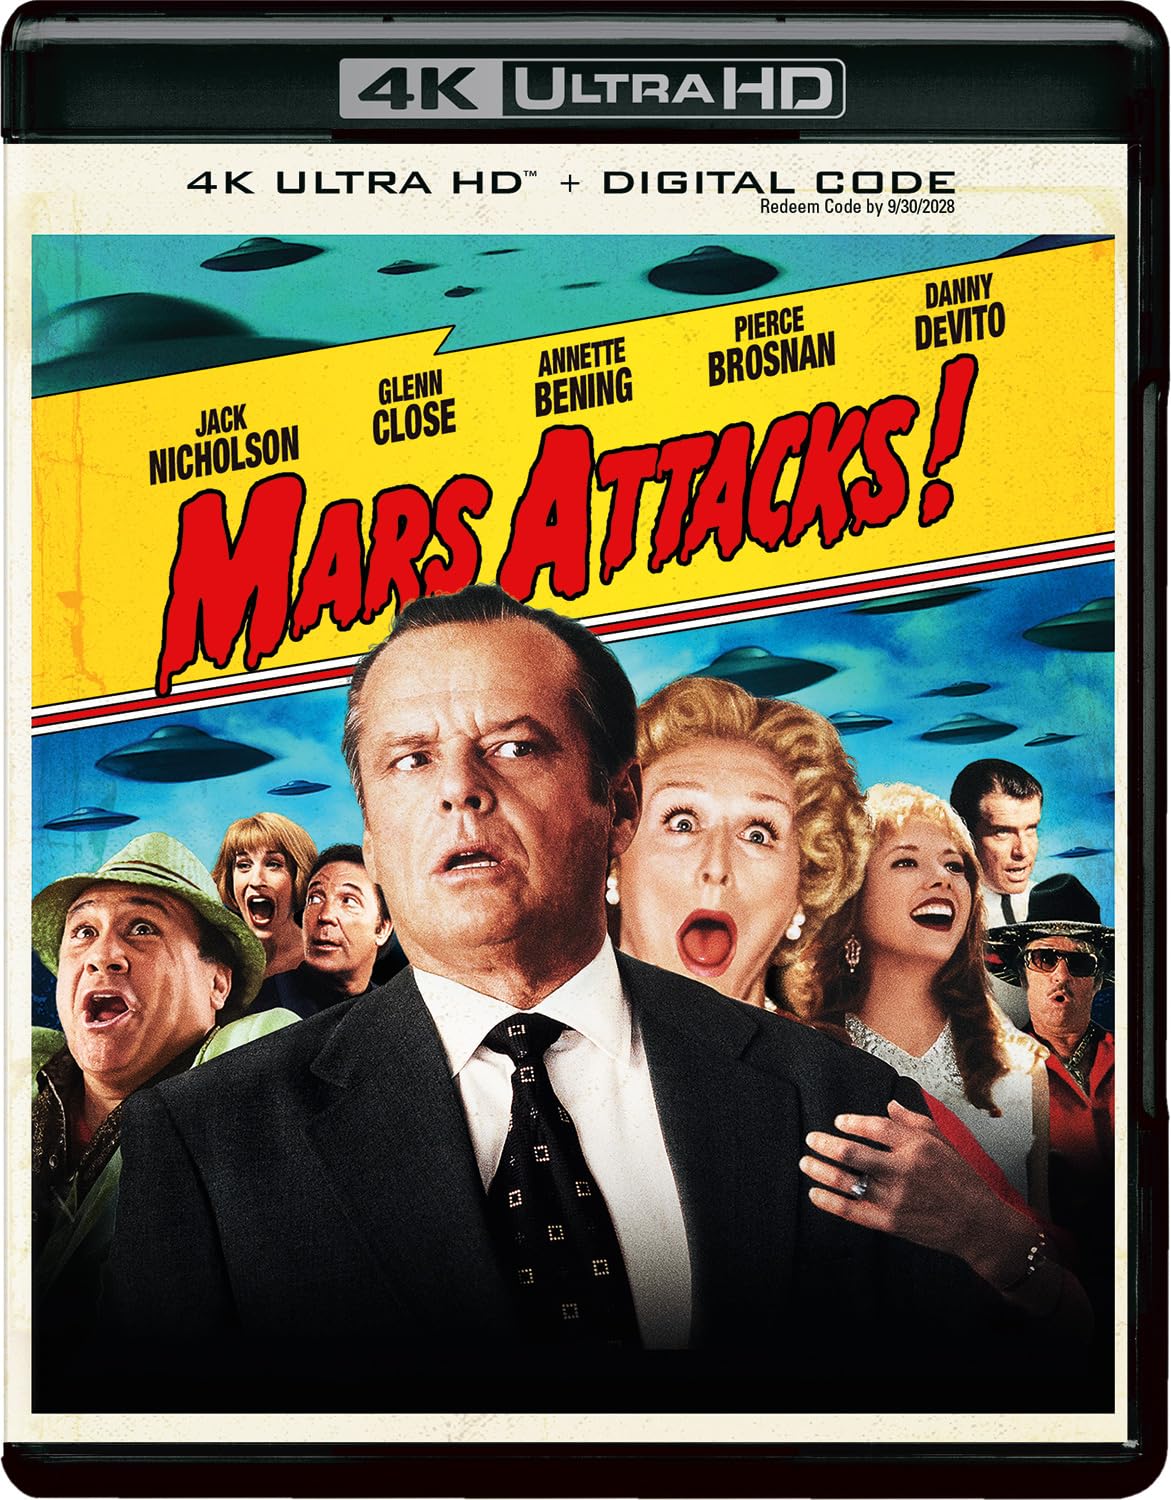 4K ULTRA HD
4K ULTRA HD™ + DIGITAL CODE
Redeem Code by 9/30/2028
JACK
NICHOLSON
GLENN
CLOSE
ANNETTE
BENING
PIERCE
BROSNAN
DANNY
DEVITO
MARS ATTACKS!